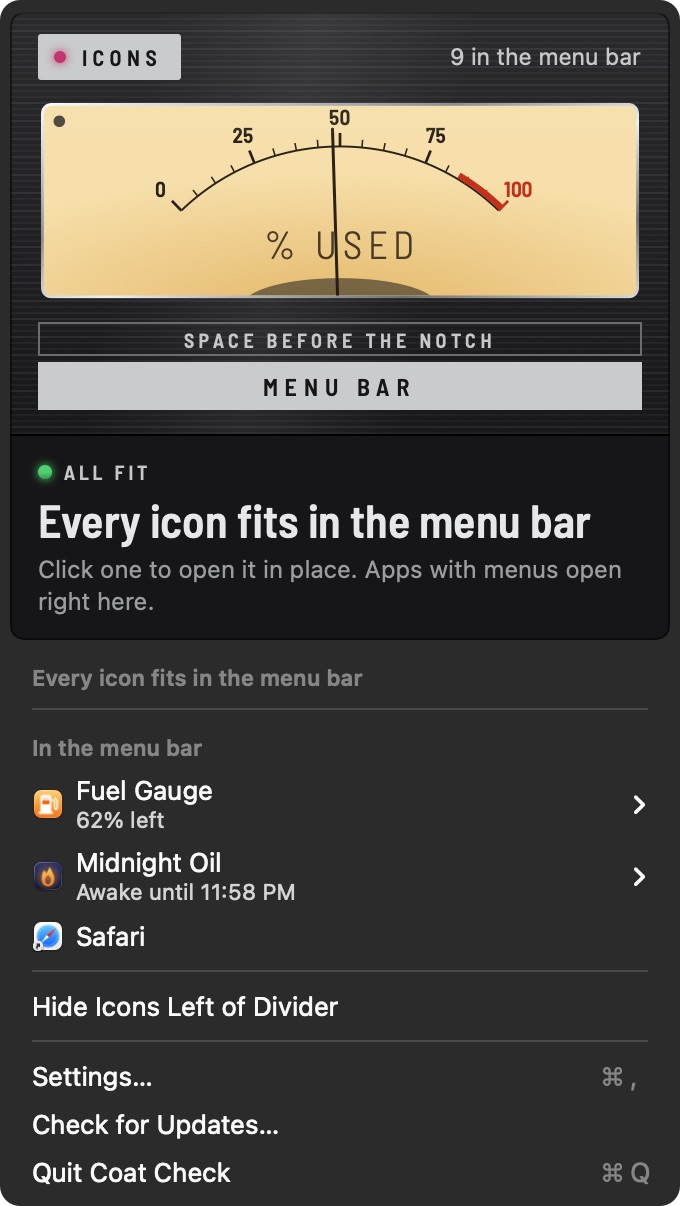 ICONS
9 in the menu bar
0 25 50 75 100
% USED
SPACE BEFORE THE NOTCH
MENU BAR
ALL FIT
Every icon fits in the menu bar
Click one to open it in place. Apps with menus open
right here.
Every icon fits in the menu bar
In the menu bar
Fuel Gauge
62% left
Midnight Oil
Awake until 11:58 PM
Safari
Hide Icons Left of Divider
Settings... ⌘ ,
Check for Updates...
Quit Coat Check ⌘ Q